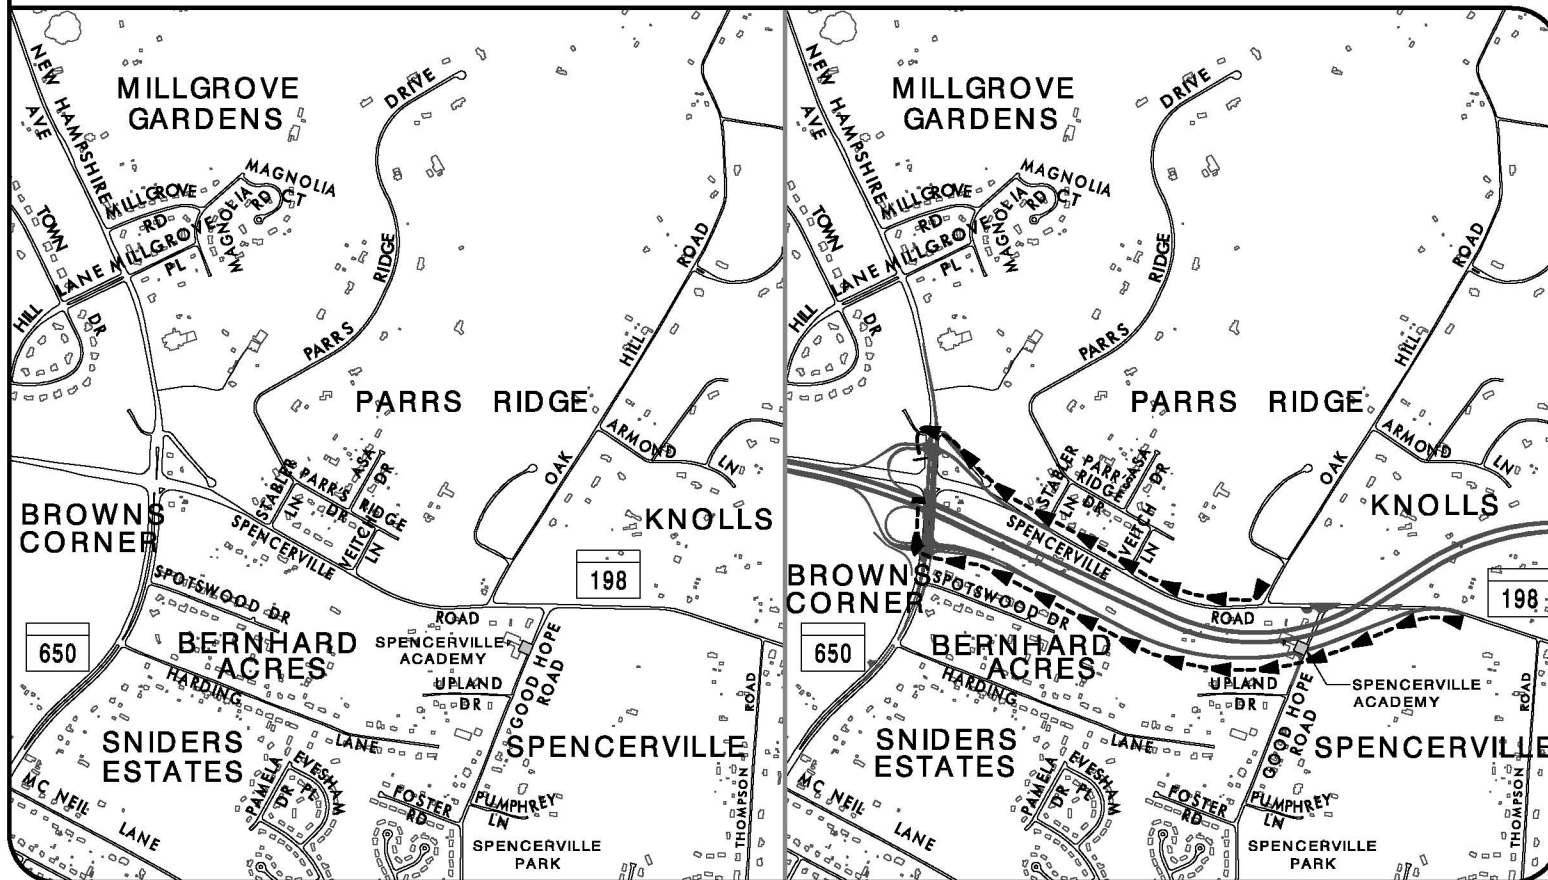 NEW HAMPSHIRE
AVE
MILLGROVE
GARDENS
DRIVE
MAGNOLIA
CT
MILLGROVE
RD
MAGNOLIA
RD
TOWN
LANE
MILLGROVE
PL
HILL
DR
RIDGE
PARRS
ROAD
HILL
OAK
PARRS RIDGE
ARMOND
LN
STABLER
LN
PARR'S RIDGE
DR
ASA
DR
VEITCH
LN
BROWNS
CORNER
SPENCERVILLE
ROAD
KNOLLS
198
SPOTSWOOD DR
650
BERNHARD
ACRES
SPENCERVILLE
ACADEMY
GOOD HOPE
ROAD
UPLAND
DR
HARDING
LANE
SNIDERS
ESTATES
SPENCERVILLE
THOMPSON
ROAD
PAMELA
DR
EVESHAM
PL
MC NEIL
LANE
FOSTER
RD
PUMPHREY
LN
SPENCERVILLE
PARK
NEW HAMPSHIRE
AVE
MILLGROVE
GARDENS
DRIVE
MAGNOLIA
CT
MILLGROVE
RD
MAGNOLIA
RD
TOWN
LANE
MILLGROVE
PL
HILL
DR
RIDGE
PARRS
ROAD
HILL
OAK
PARRS RIDGE
ARMOND
LN
STABLER
LN
PARR'S
RIDGE
DR
ASA
DR
VEITCH
LN
KNOLLS
SPENCERVILLE
ROAD
BROWNS
CORNER
198
SPOTSWOOD DR
650
BERNHARD
ACRES
UPLAND
DR
SPENCERVILLE
ACADEMY
GOOD HOPE
ROAD
HARDING
LANE
SNIDERS
ESTATES
SPENCERVILLE
THOMPSON
ROAD
PAMELA
DR
EVESHAM
PL
MC NEIL
LANE
FOSTER
RD
PUMPHREY
LN
SPENCERVILLE
PARK